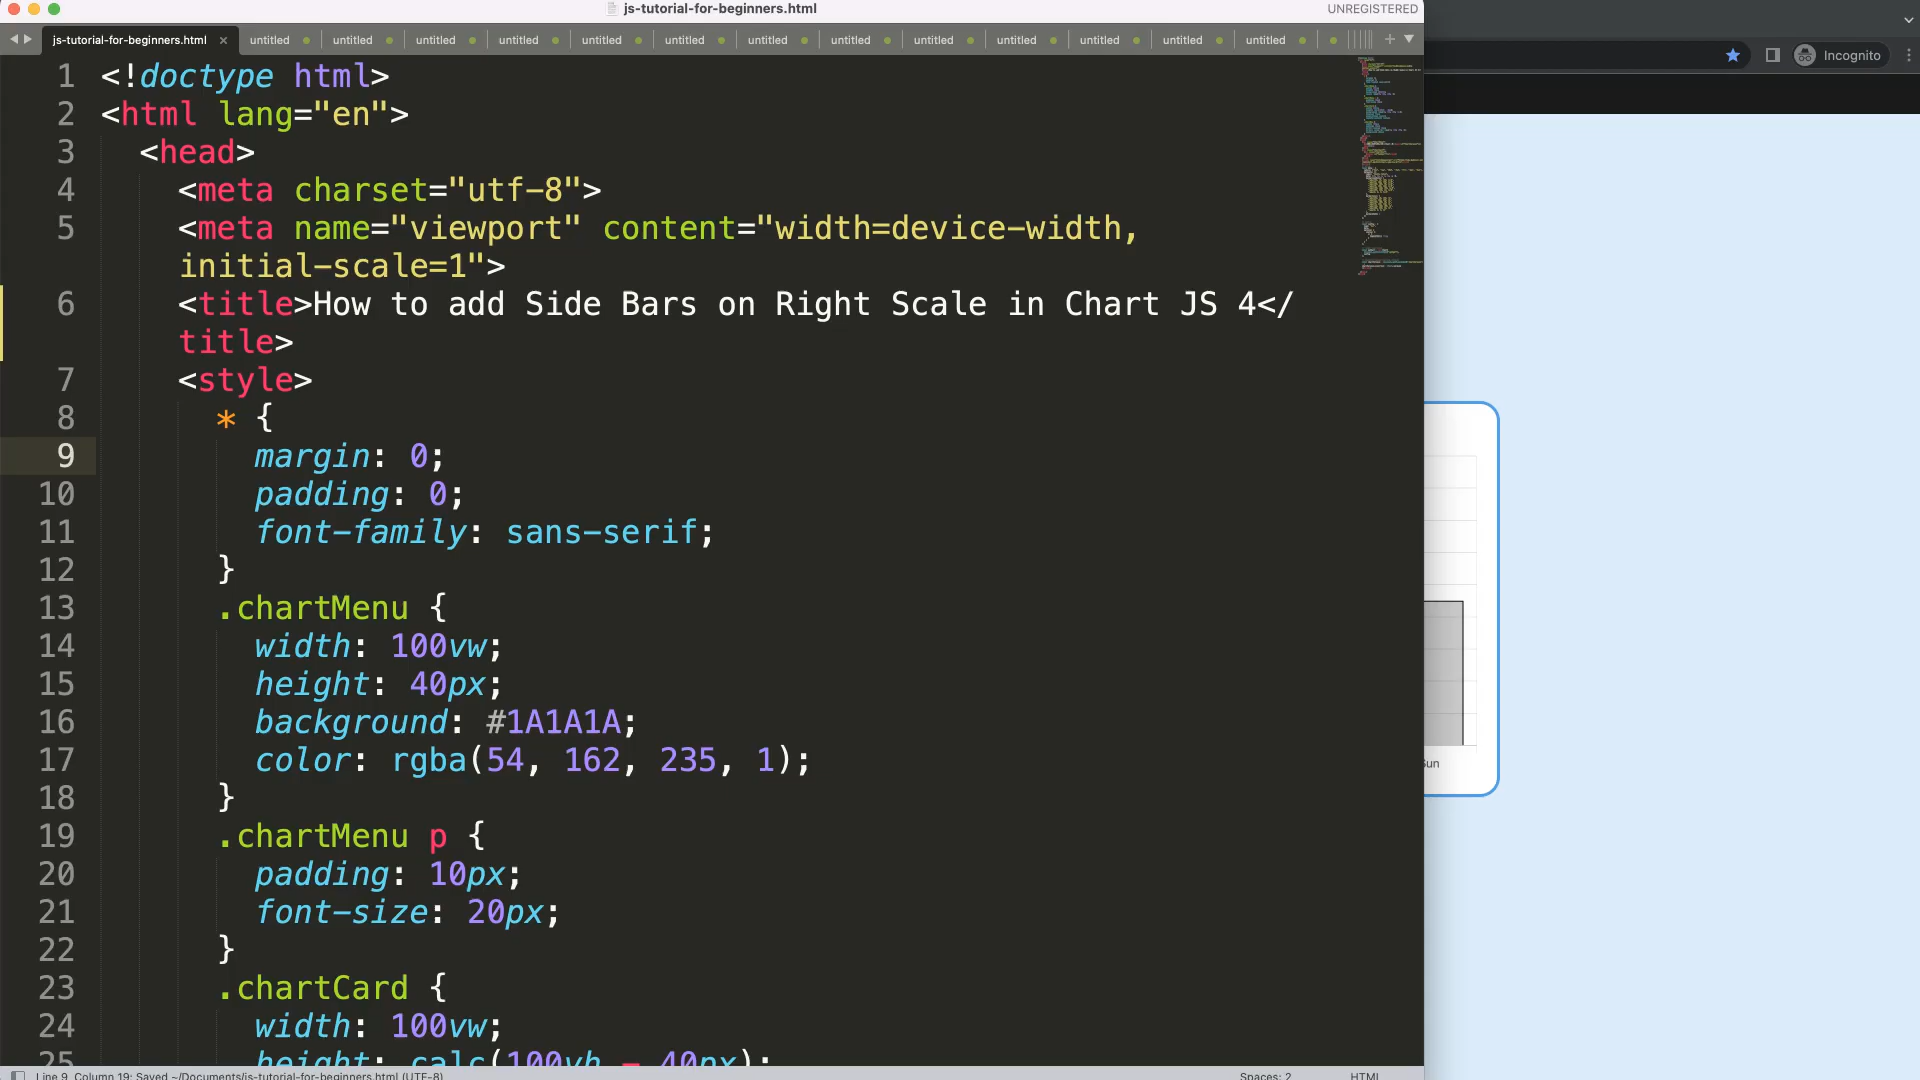 js-tutorial-for-beginners.html
UNREGISTERED
js-tutorial-for-beginners.html × untitled untitled untitled untitled untitled untitled untitled untitled untitled untitled untitled untitled untitled
Incognito
1 <!doctype html>
2 <html lang="en">
3 <head>
4 <meta charset="utf-8">
5 <meta name="viewport" content="width=device-width,
initial-scale=1">
6 <title>How to add Side Bars on Right Scale in Chart JS 4</
title>
7 <style>
8 * {
9 margin: 0;
10 padding: 0;
11 font-family: sans-serif;
12 }
13 .chartMenu {
14 width: 100vw;
15 height: 40px;
16 background: #1A1A1A;
17 color: rgba(54, 162, 235, 1);
18 }
Sun
19 .chartMenu p {
20 padding: 10px;
21 font-size: 20px;
22 }
23 .chartCard {
24 width: 100vw;
25 height: calc(100vh - 40px);
Line 9, Column 19; Saved ~/Documents/js-tutorial-for-beginners.html (UTF-8)
Spaces: 2
HTML